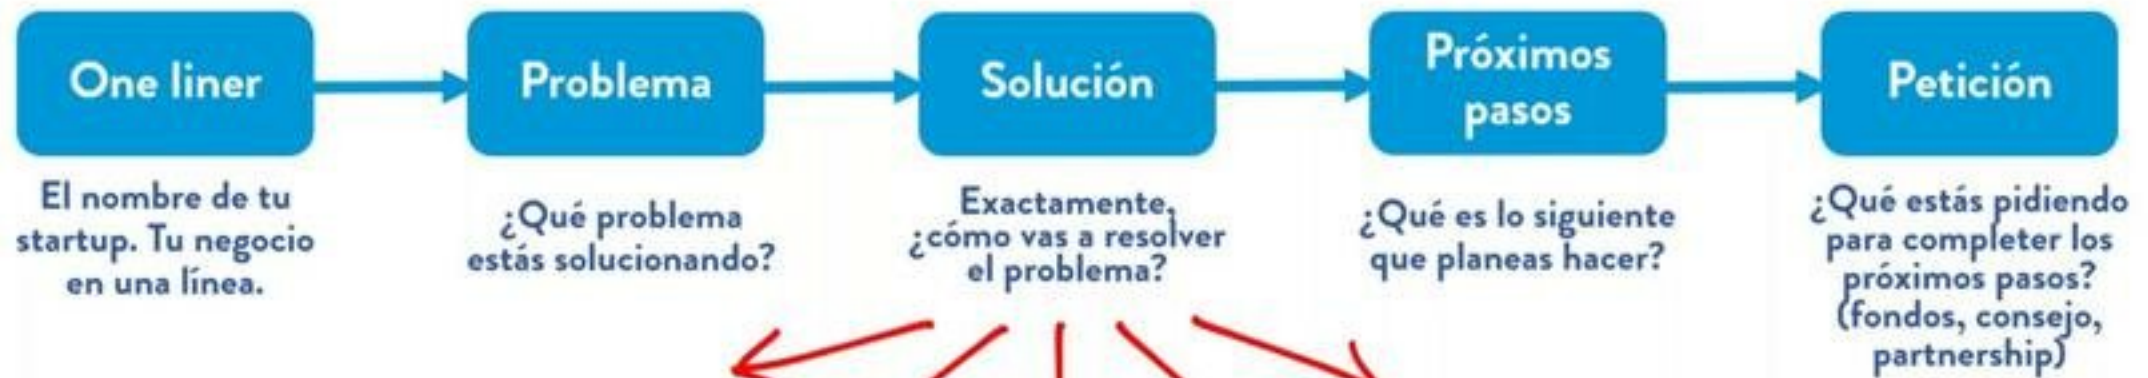 One liner
El nombre de tu
startup. Tu negocio
en una línea.
Problema
¿Qué problema
estás solucionando?
Solución
Exactamente,
¿cómo vas a resolver
el problema?
Próximos
pasos
¿Qué es lo siguiente
que planeas hacer?
Petición
¿Qué estás pidiendo
para completer los
próximos pasos?
(fondos, consejo,
partnership)